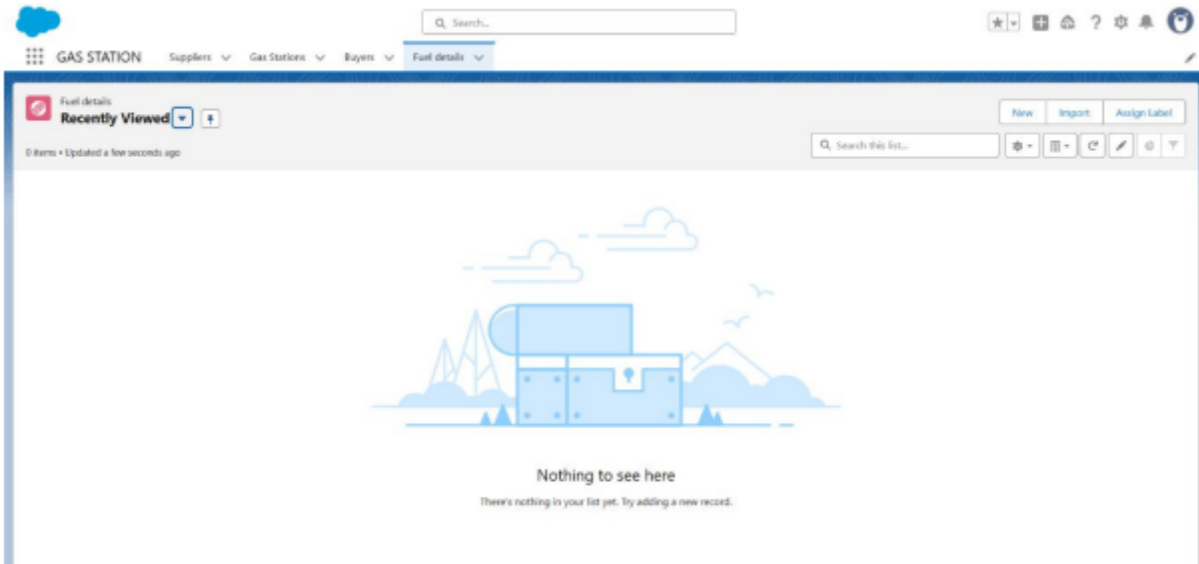 Search...
GAS STATION Suppliers Gas Stations Buyers Fuel details
Fuel details
Recently Viewed
New Import Assign Label
0 items • Updated a few seconds ago
Search this list...
Nothing to see here
There's nothing in your list yet. Try adding a new record.